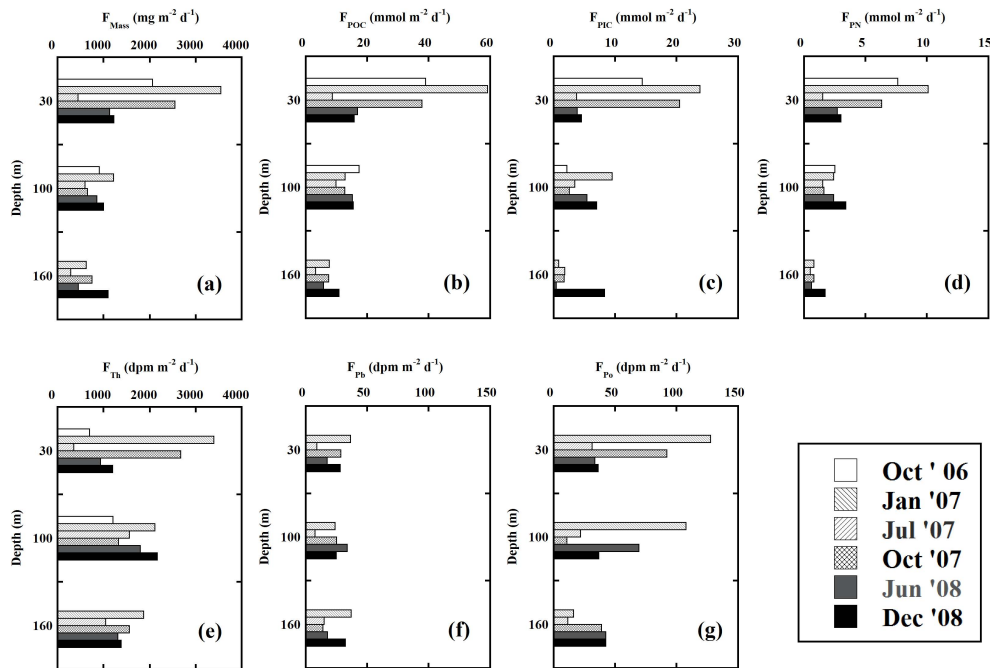 F_Mass (mg m⁻² d⁻¹)
0 1000 2000 3000 4000
Depth (m)
30
100
160
(a)
F_POC (mmol m⁻² d⁻¹)
0 20 40 60
Depth (m)
30
100
160
(b)
F_PIC (mmol m⁻² d⁻¹)
0 10 20 30
Depth (m)
30
100
160
(c)
F_PN (mmol m⁻² d⁻¹)
0 5 10 15
Depth (m)
30
100
160
(d)
F_Th (dpm m⁻² d⁻¹)
0 1000 2000 3000 4000
Depth (m)
30
100
160
(e)
F_Pb (dpm m⁻² d⁻¹)
0 50 100 150
Depth (m)
30
100
160
(f)
F_Po (dpm m⁻² d⁻¹)
0 50 100 150
Depth (m)
30
100
160
(g)
Oct ' 06
Jan '07
Jul '07
Oct '07
Jun '08
Dec '08